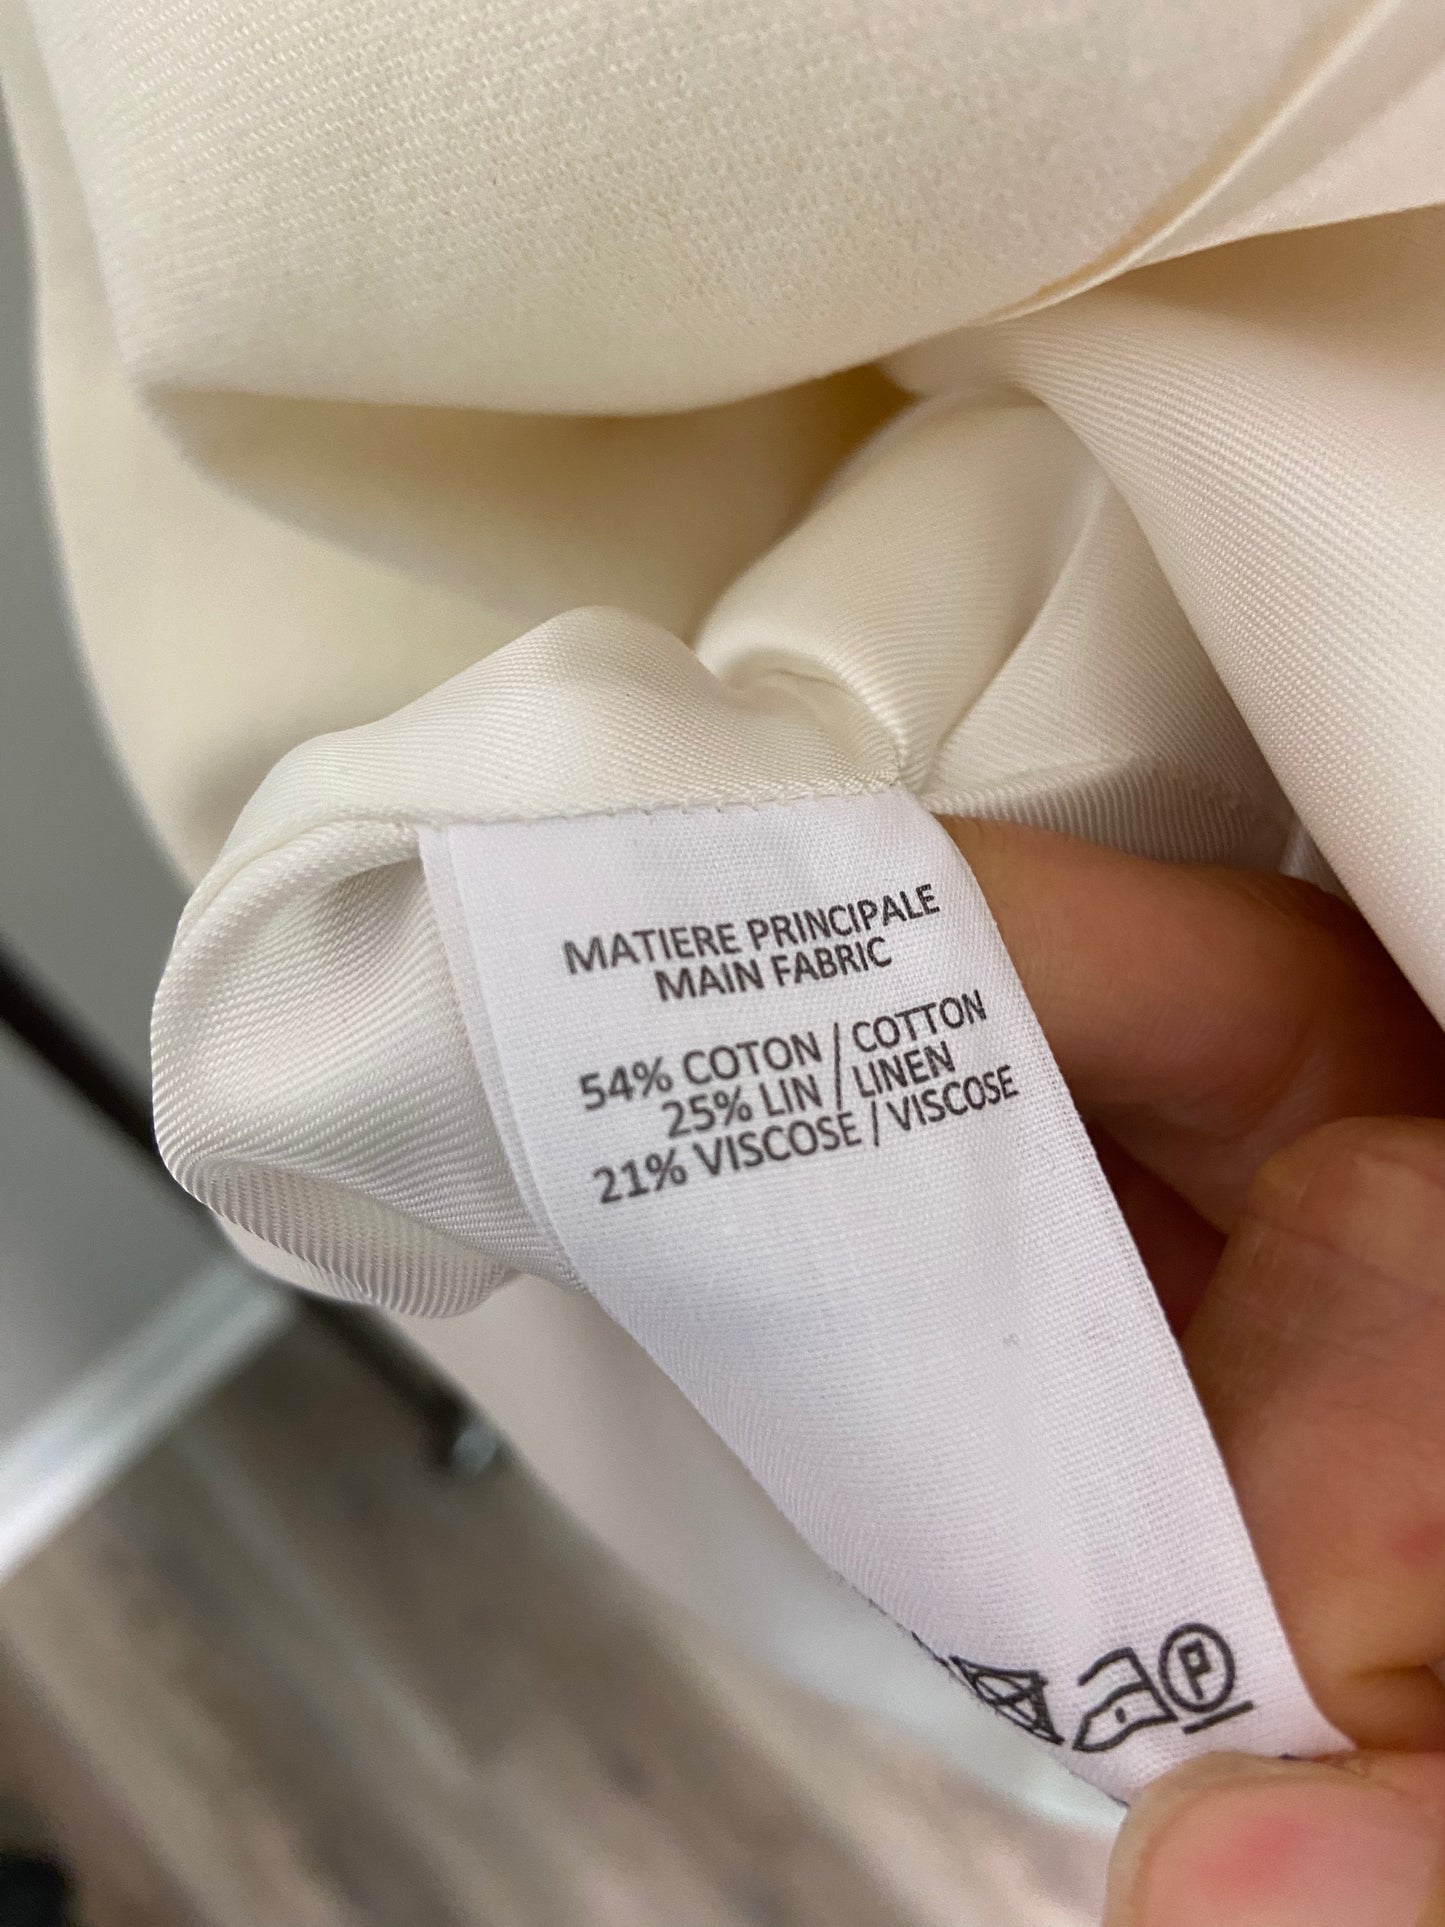 MATIERE PRINCIPALE
MAIN FABRIC
54% COTON / COTTON
25% LIN / LINEN
21% VISCOSE / VISCOSE
P